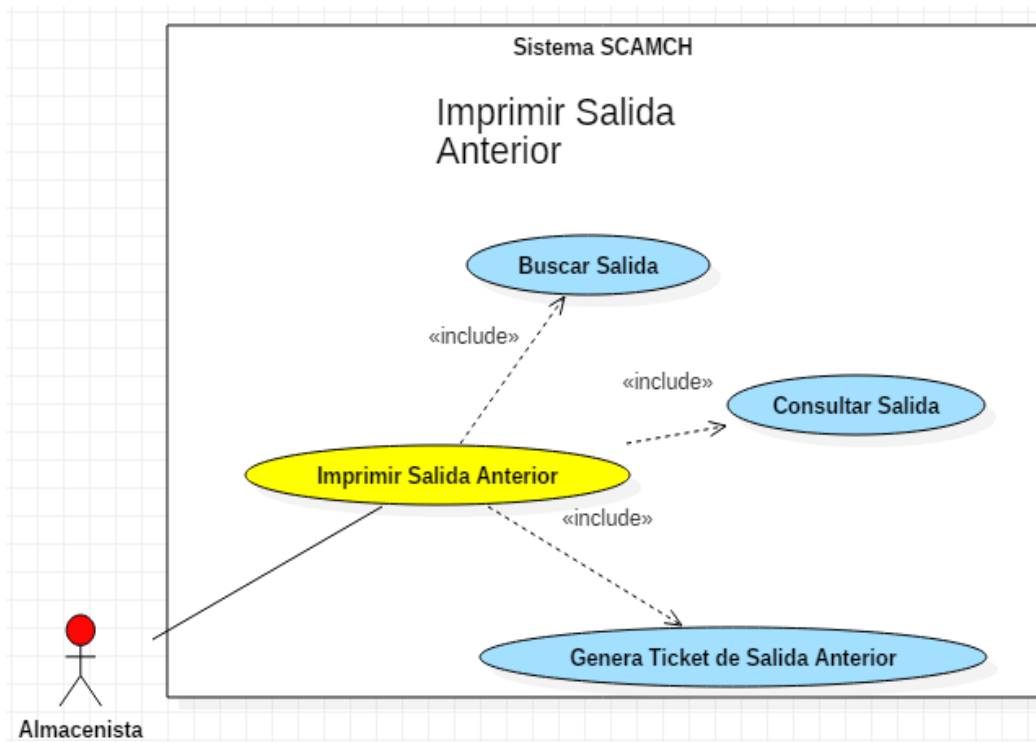 Sistema SCAMCH
Imprimir Salida
Anterior
Buscar Salida
«include»
«include»
Consultar Salida
Imprimir Salida Anterior
«include»
Genera Ticket de Salida Anterior
Almacenista